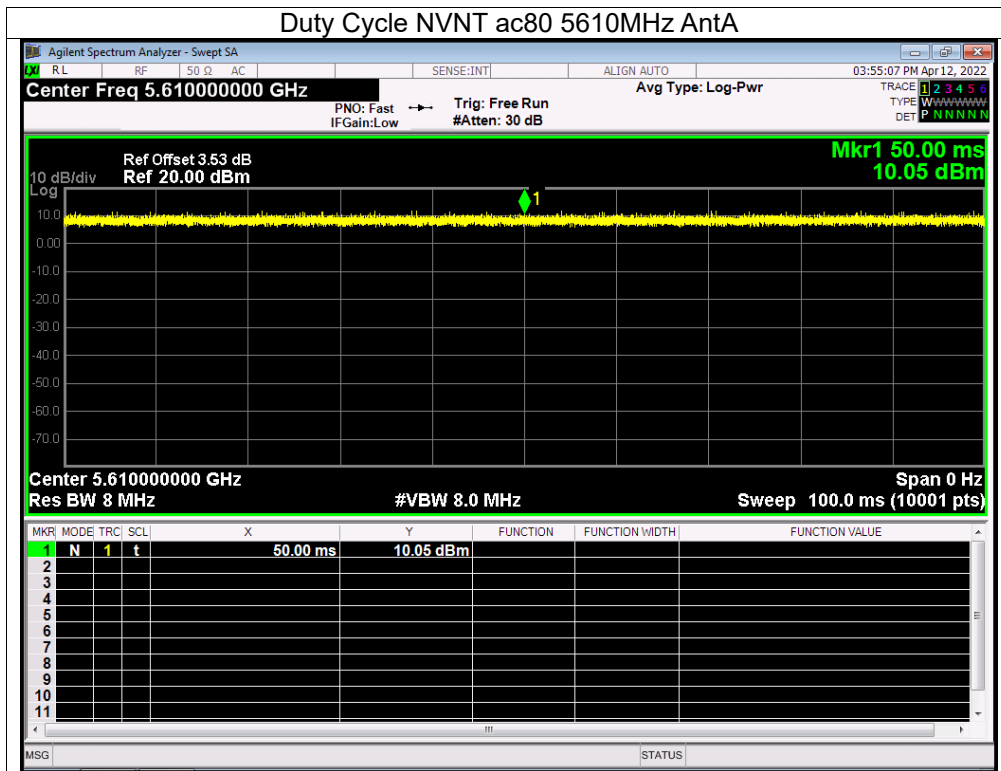 Duty Cycle NVNT ac80 5610MHz AntA
Agilent Spectrum Analyzer - Swept SA
LXI RL RF 50 Ω AC SENSE:INT ALIGN AUTO 03:55:07 PM Apr 12, 2022
Center Freq 5.610000000 GHz Avg Type: Log-Pwr TRACE 1 2 3 4 5 6
PNO: Fast Trig: Free Run TYPE WWWWWW
IFGain:Low #Atten: 30 dB DET P N N N N N
Mkr1 50.00 ms
Ref Offset 3.53 dB
10 dB/div Ref 20.00 dBm 10.05 dBm
Log
1
10.0
0.00
-10.0
-20.0
-30.0
-40.0
-50.0
-60.0
-70.0
Center 5.610000000 GHz Span 0 Hz
Res BW 8 MHz #VBW 8.0 MHz Sweep 100.0 ms (10001 pts)
MKR MODE TRC SCL X Y FUNCTION FUNCTION WIDTH FUNCTION VALUE
1 N 1 t 50.00 ms 10.05 dBm
2
3
4
5
6
7
8
9
10
11
MSG STATUS